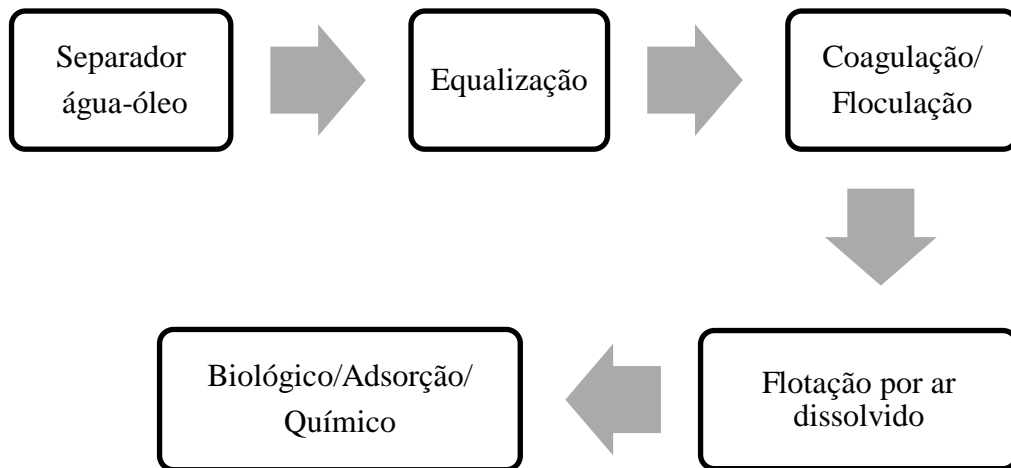 Separador
água-óleo
Equalização
Coagulação/
Floculação
Flotação por ar
dissolvido
Biológico/Adsorção/
Químico